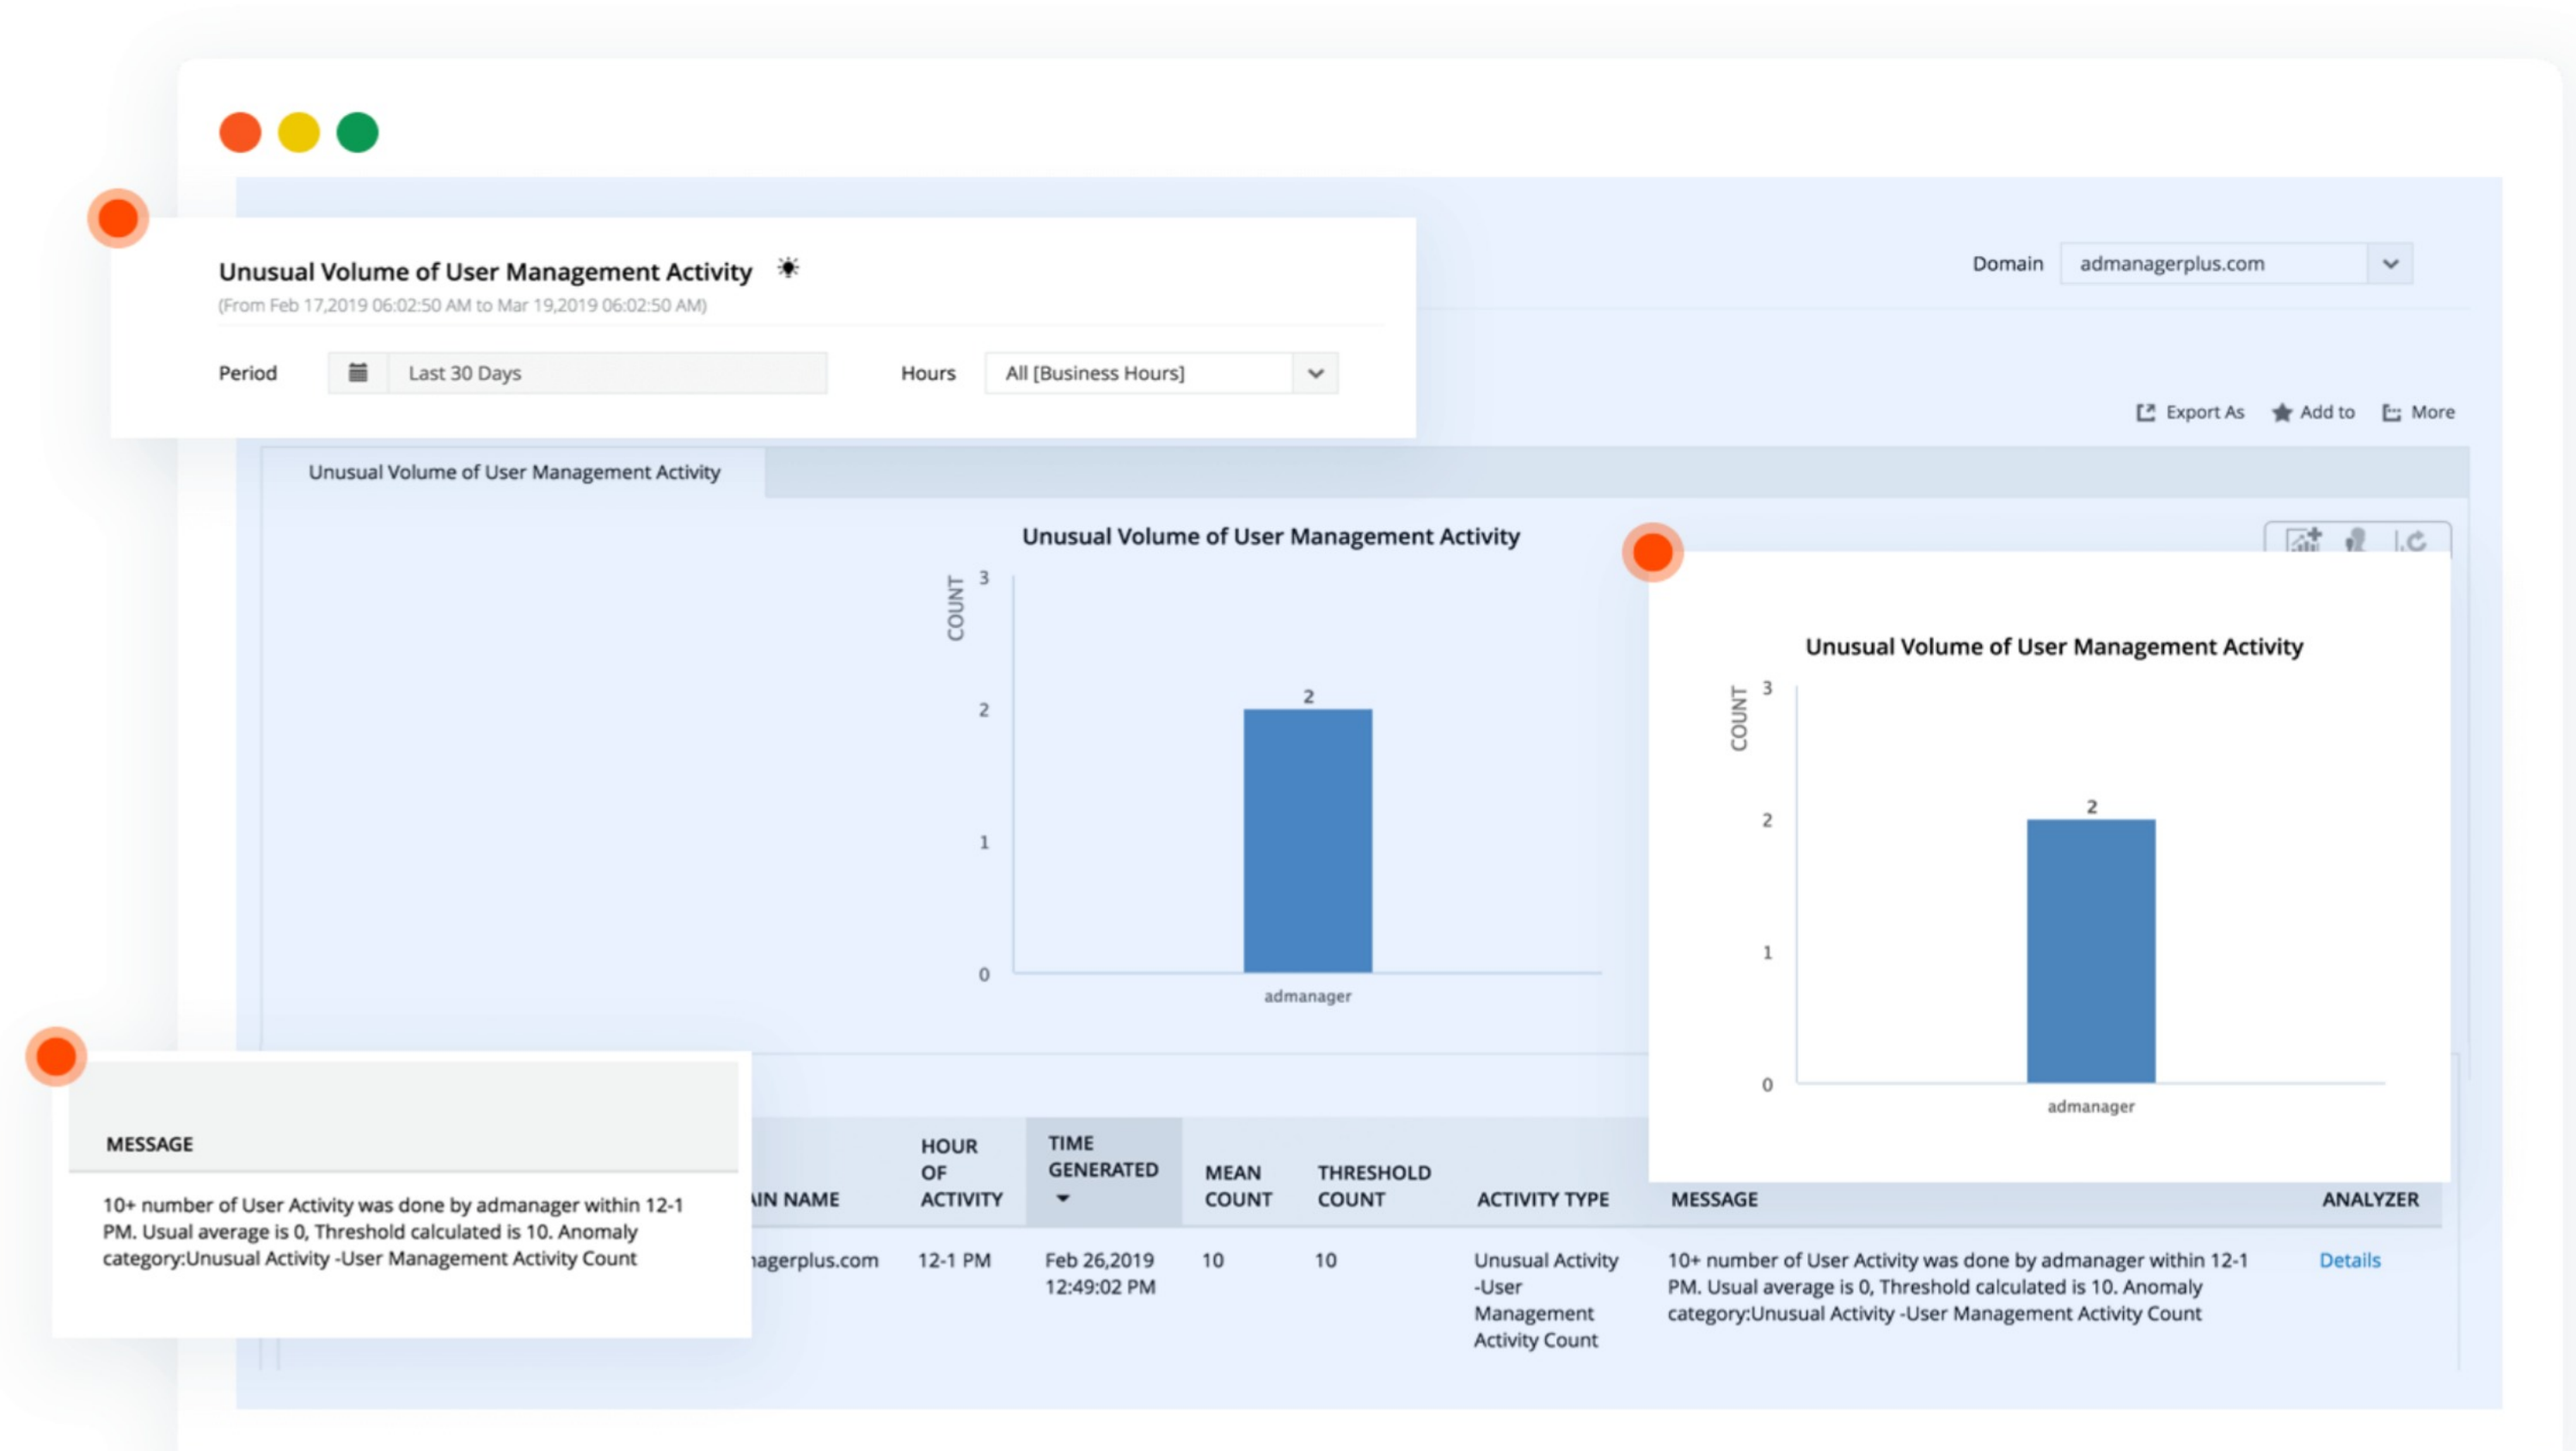 Unusual Volume of User Management Activity
(From Feb 17,2019 06:02:50 AM to Mar 19,2019 06:02:50 AM)
Domain admanagerplus.com
Period Last 30 Days Hours All [Business Hours]
Export As Add to More
Unusual Volume of User Management Activity
Unusual Volume of User Management Activity
COUNT
3
2
1
0
2
admanager
Unusual Volume of User Management Activity
COUNT
3
2
1
0
2
admanager
MESSAGE
10+ number of User Activity was done by admanager within 12-1
PM. Usual average is 0, Threshold calculated is 10. Anomaly
category:Unusual Activity -User Management Activity Count
AIN NAME
HOUR
OF
ACTIVITY
TIME
GENERATED
MEAN
COUNT
THRESHOLD
COUNT
ACTIVITY TYPE
MESSAGE
ANALYZER
nagerplus.com
12-1 PM
Feb 26,2019
12:49:02 PM
10
10
Unusual Activity
-User
Management
Activity Count
10+ number of User Activity was done by admanager within 12-1
PM. Usual average is 0, Threshold calculated is 10. Anomaly
category:Unusual Activity -User Management Activity Count
Details